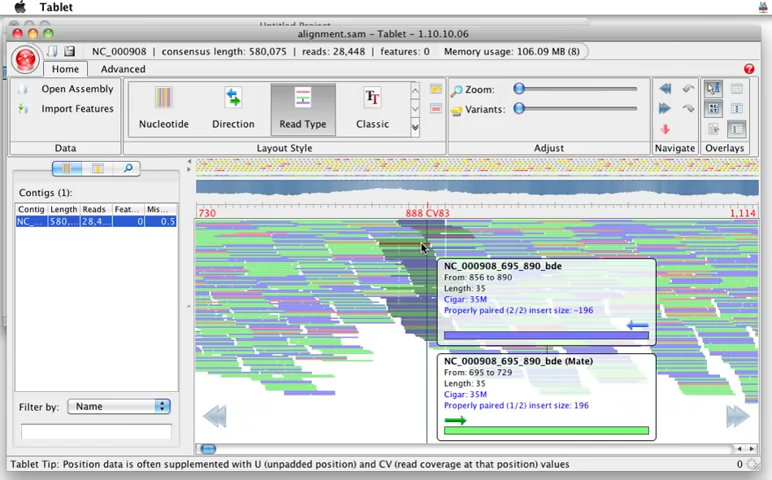 Tablet
Untitled Project
alignment.sam - Tablet - 1.10.10.06
NC_000908 | consensus length: 580,075 | reads: 28,448 | features: 0
Memory usage: 106.09 MB (8)
Home
Advanced
Open Assembly
Import Features
Data
Nucleotide
Direction
Read Type
Classic
Layout Style
Zoom:
Variants:
Adjust
Navigate
Overlays
Contigs (1):
Contig Length Reads Feat... Mis...
NC_... 580,... 28,4... 0 0.5
730
888 CV83
1,114
NC_000908_695_890_bde
From: 856 to 890
Length: 35
Cigar: 35M
Properly paired (2/2) insert size: -196
NC_000908_695_890_bde (Mate)
From: 695 to 729
Length: 35
Cigar: 35M
Properly paired (1/2) insert size: 196
Filter by:
Name
Tablet Tip: Position data is often supplemented with U (unpadded position) and CV (read coverage at that position) values
0